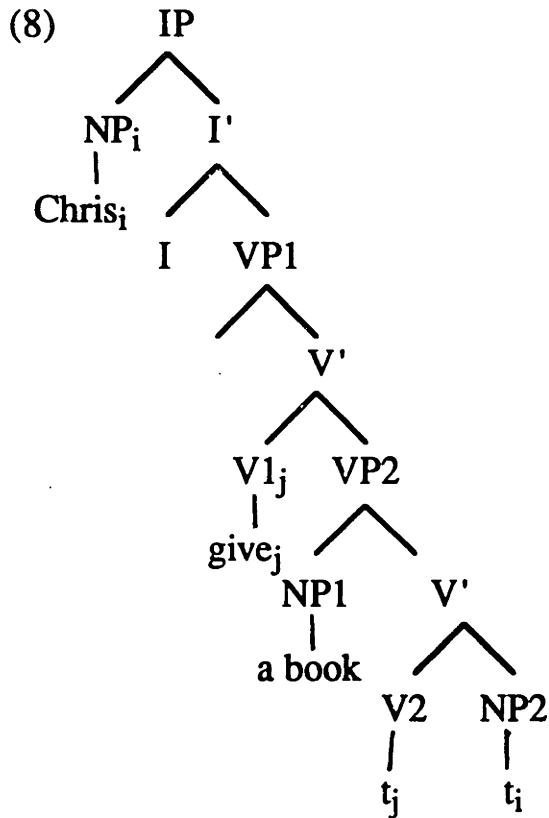 (8) IP
NPi I'
Chrisi
I VP1
V'
V1j VP2
givej
NP1 V'
a book
V2 NP2
tj ti